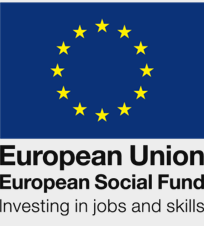 European Union
European Social Fund
Investing in jobs and skills